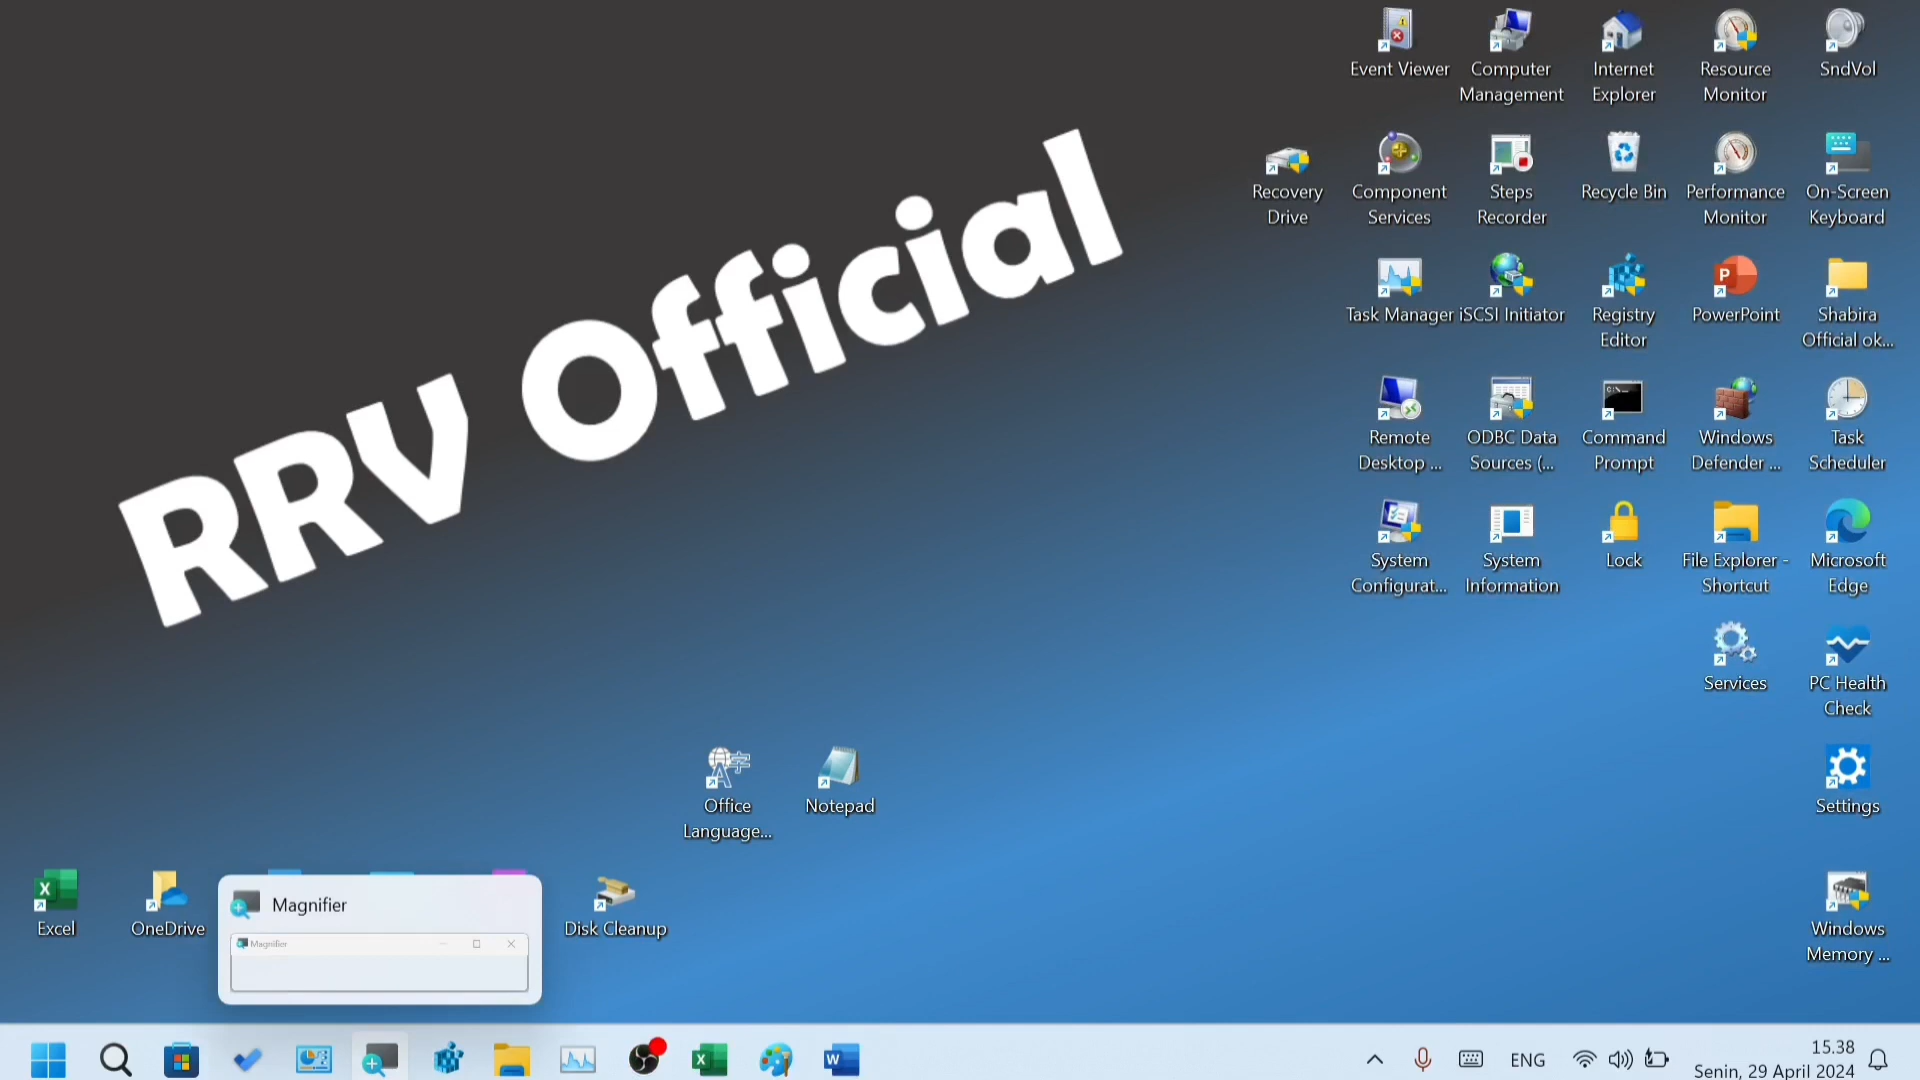 Event Viewer
Computer
Management
Internet
Explorer
Resource
Monitor
SndVol
RRV Official
Recovery
Drive
Component
Services
Steps
Recorder
Recycle Bin
Performance
Monitor
On-Screen
Keyboard
Task Manager
iSCSI Initiator
Registry
Editor
PowerPoint
Shabira
Official ok...
Remote
Desktop ...
ODBC Data
Sources (...
Command
Prompt
Windows
Defender ...
Task
Scheduler
System
Configurat...
System
Information
Lock
File Explorer -
Shortcut
Microsoft
Edge
Services
PC Health
Check
Office
Language...
Notepad
Settings
Excel
OneDrive
Magnifier
Magnifier
Disk Cleanup
Windows
Memory ...
ENG
15.38
Senin, 29 April 2024